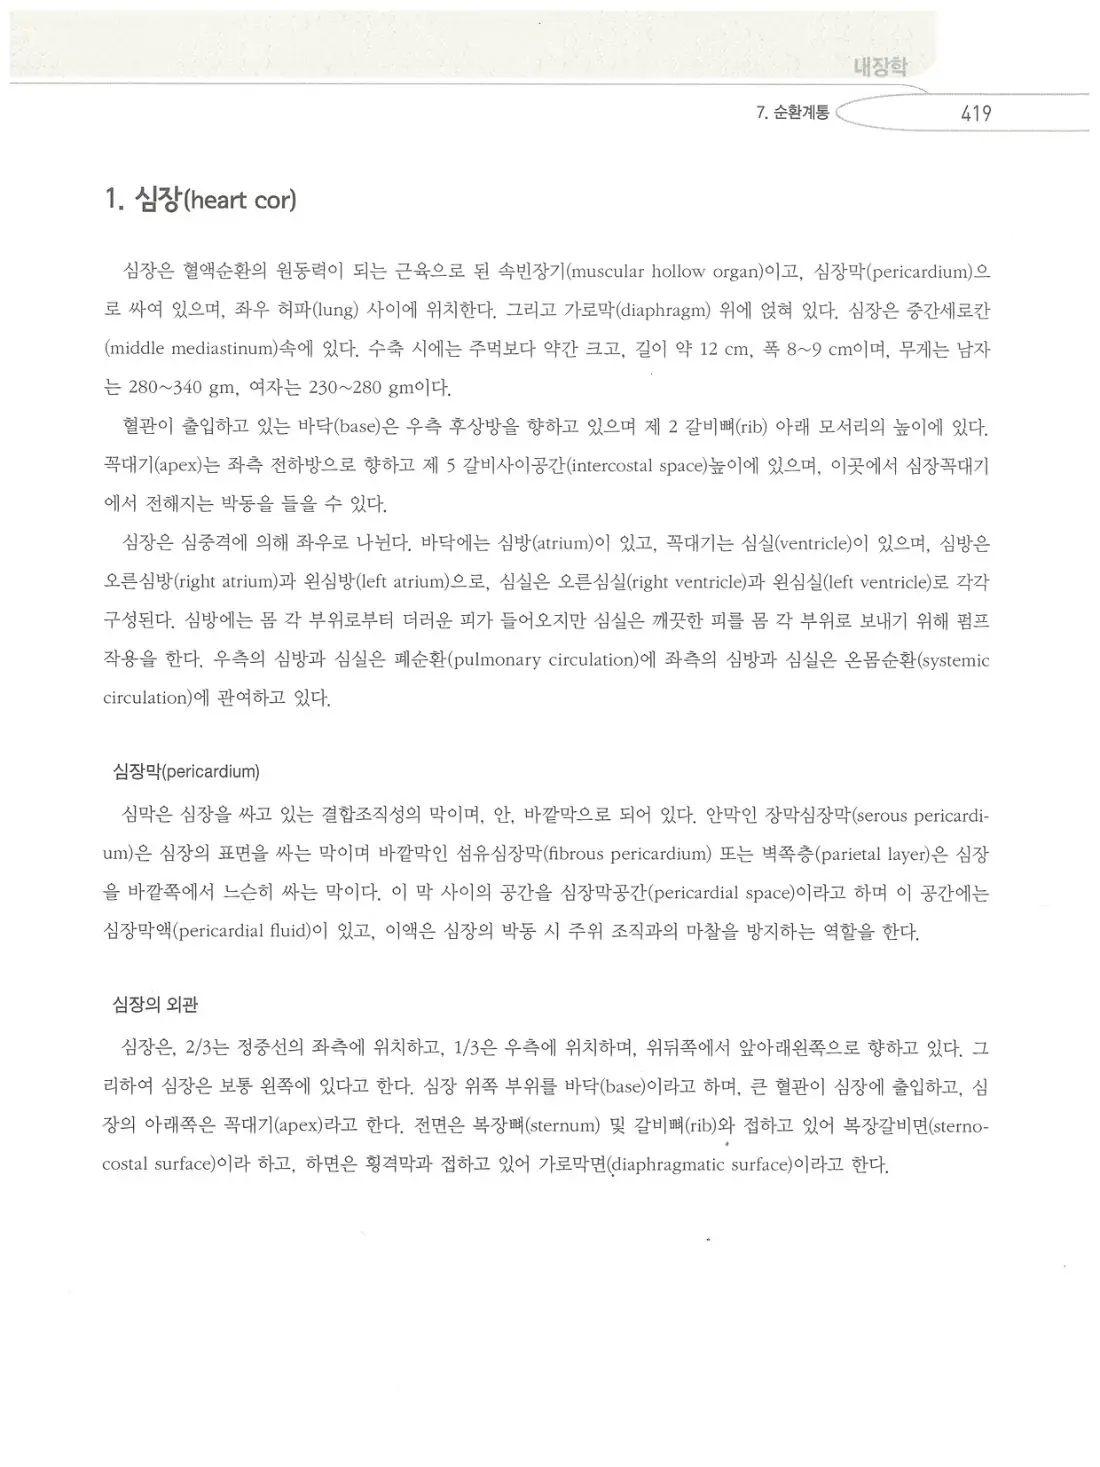 내장학
7. 순환계통
419
1. 심장(heart cor)
심장은 혈액순환의 원동력이 되는 근육으로 된 속빈장기(muscular hollow organ)이고, 심장막(pericardium)으
로 싸여 있으며, 좌우 허파(lung) 사이에 위치한다. 그리고 가로막(diaphragm) 위에 얹혀 있다. 심장은 중간세로칸
(middle mediastinum)속에 있다. 수축 시에는 주먹보다 약간 크고, 길이 약 12 cm, 폭 8~9 cm이며, 무게는 남자
는 280~340 gm, 여자는 230~280 gm이다.
혈관이 출입하고 있는 바닥(base)은 우측 후상방을 향하고 있으며 제 2 갈비뼈(rib) 아래 모서리의 높이에 있다.
꼭대기(apex)는 좌측 전하방으로 향하고 제 5 갈비사이공간(intercostal space)높이에 있으며, 이곳에서 심장꼭대기
에서 전해지는 박동을 들을 수 있다.
심장은 심중격에 의해 좌우로 나뉜다. 바닥에는 심방(atrium)이 있고, 꼭대기는 심실(ventricle)이 있으며, 심방은
오른심방(right atrium)과 왼심방(left atrium)으로, 심실은 오른심실(right ventricle)과 왼심실(left ventricle)로 각각
구성된다. 심방에는 몸 각 부위로부터 더러운 피가 들어오지만 심실은 깨끗한 피를 몸 각 부위로 보내기 위해 펌프
작용을 한다. 우측의 심방과 심실은 폐순환(pulmonary circulation)에 좌측의 심방과 심실은 온몸순환(systemic
circulation)에 관여하고 있다.
심장막(pericardium)
심막은 심장을 싸고 있는 결합조직성의 막이며, 안, 바깥막으로 되어 있다. 안막인 장막심장막(serous pericardi-
um)은 심장의 표면을 싸는 막이며 바깥막인 섬유심장막(fibrous pericardium) 또는 벽쪽층(parietal layer)은 심장
을 바깥쪽에서 느슨히 싸는 막이다. 이 막 사이의 공간을 심장막공간(pericardial space)이라고 하며 이 공간에는
심장막액(pericardial fluid)이 있고, 이액은 심장의 박동 시 주위 조직과의 마찰을 방지하는 역할을 한다.
심장의 외관
심장은, 2/3는 정중선의 좌측에 위치하고, 1/3은 우측에 위치하며, 위뒤쪽에서 앞아래왼쪽으로 향하고 있다. 그
리하여 심장은 보통 왼쪽에 있다고 한다. 심장 위쪽 부위를 바닥(base)이라고 하며, 큰 혈관이 심장에 출입하고, 심
장의 아래쪽은 꼭대기(apex)라고 한다. 전면은 복장뼈(sternum) 및 갈비뼈(rib)와 접하고 있어 복장갈비면(sterno-
costal surface)이라 하고, 하면은 횡격막과 접하고 있어 가로막면(diaphragmatic surface)이라고 한다.